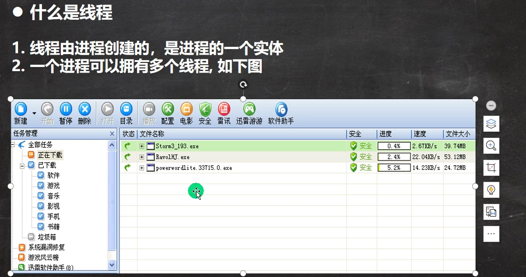 ● 什么是线程
1. 线程由进程创建的，是进程的一个实体
2. 一个进程可以拥有多个线程, 如下图
新建 开始 暂停 删除 打开 目录 播放 配置 电影 安全 雷讯 迅雷游游 软件助手
任务管理 状态 文件名称 安全 进度 速度 文件大小
全部任务 Store3_193.exe 安全 0.4% 2.67KB/s 39.74MB
正在下载 RavolHJ.exe 安全 2.4% 22.04KB/s 53.12MB
已下载 powerwordlite.33715.0.exe 安全 5.2% 14.23KB/s 24.72MB
软件
游戏
音乐
影视
手机
书籍
垃圾箱
系统漏洞修复
游戏风云榜
迅雷软件助手(8)